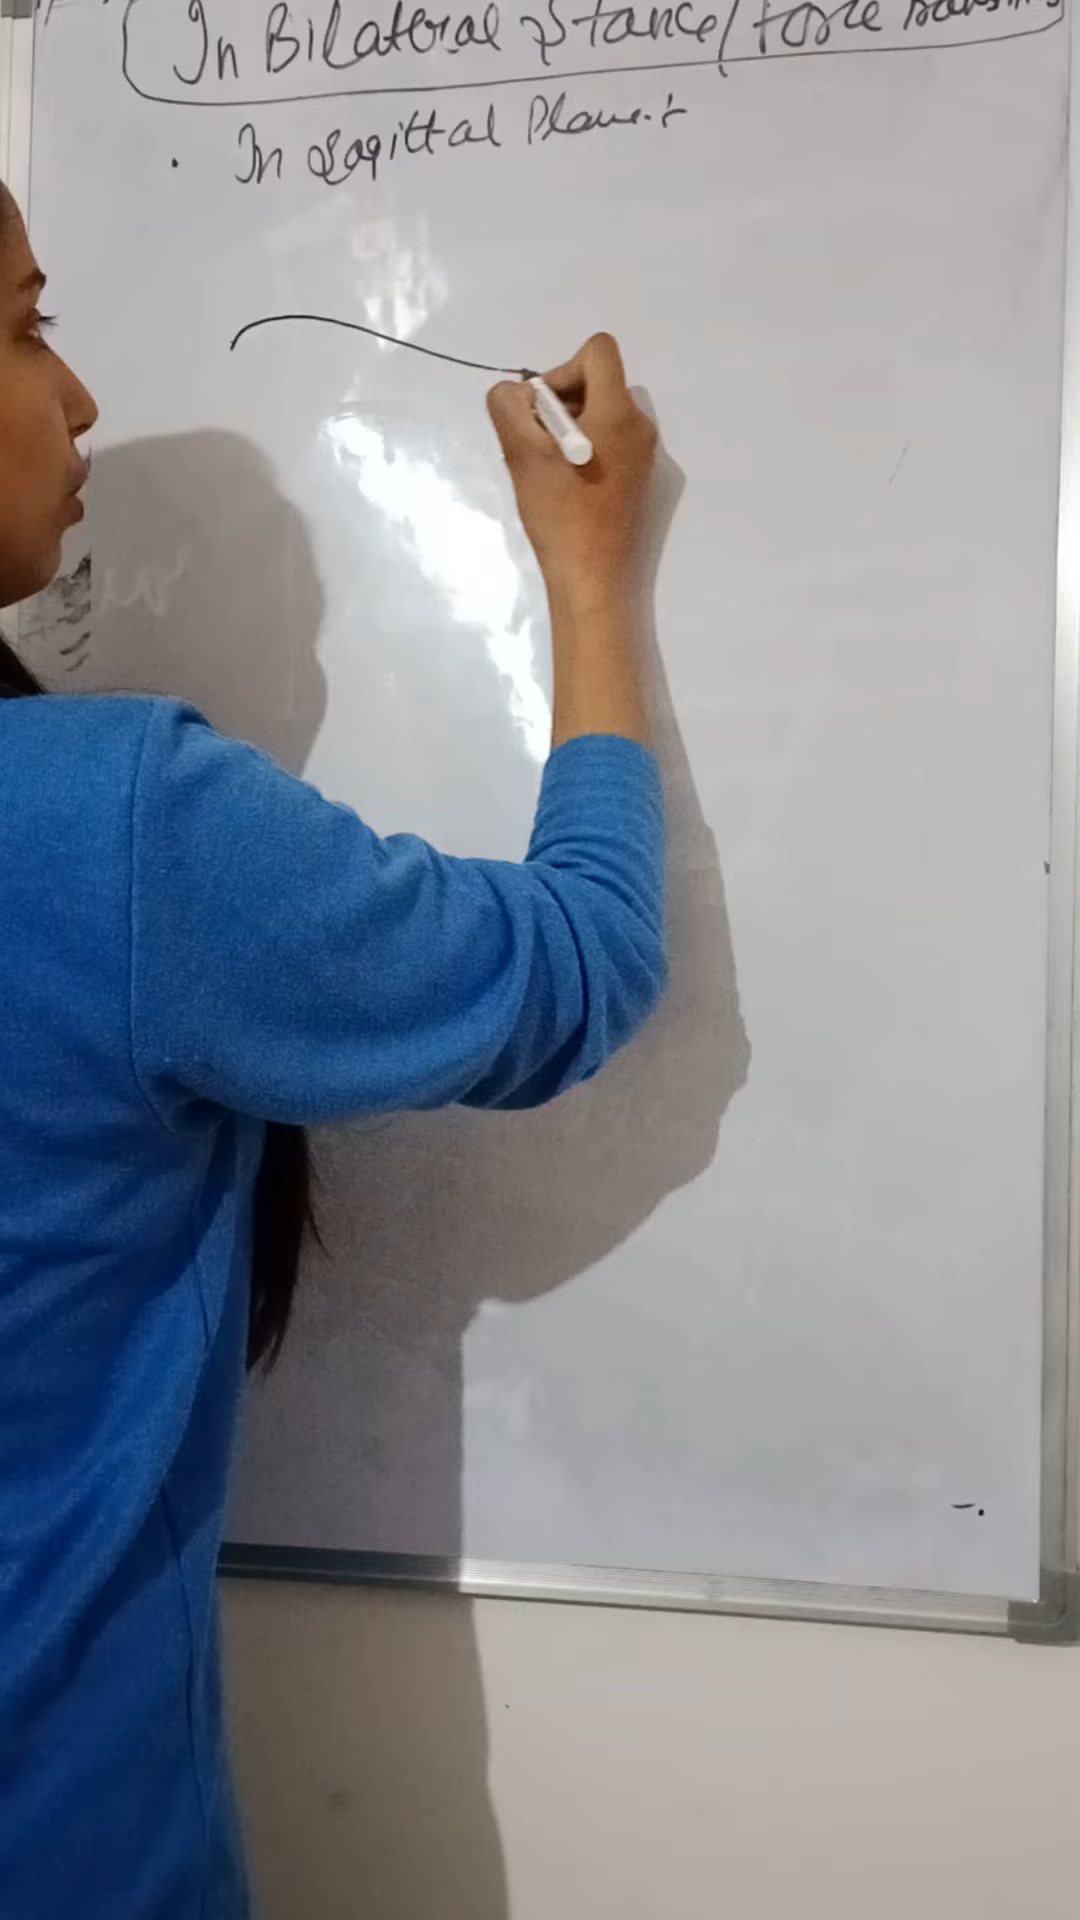 In Bilateral Stance/ force
• In Sagittal Plane:-